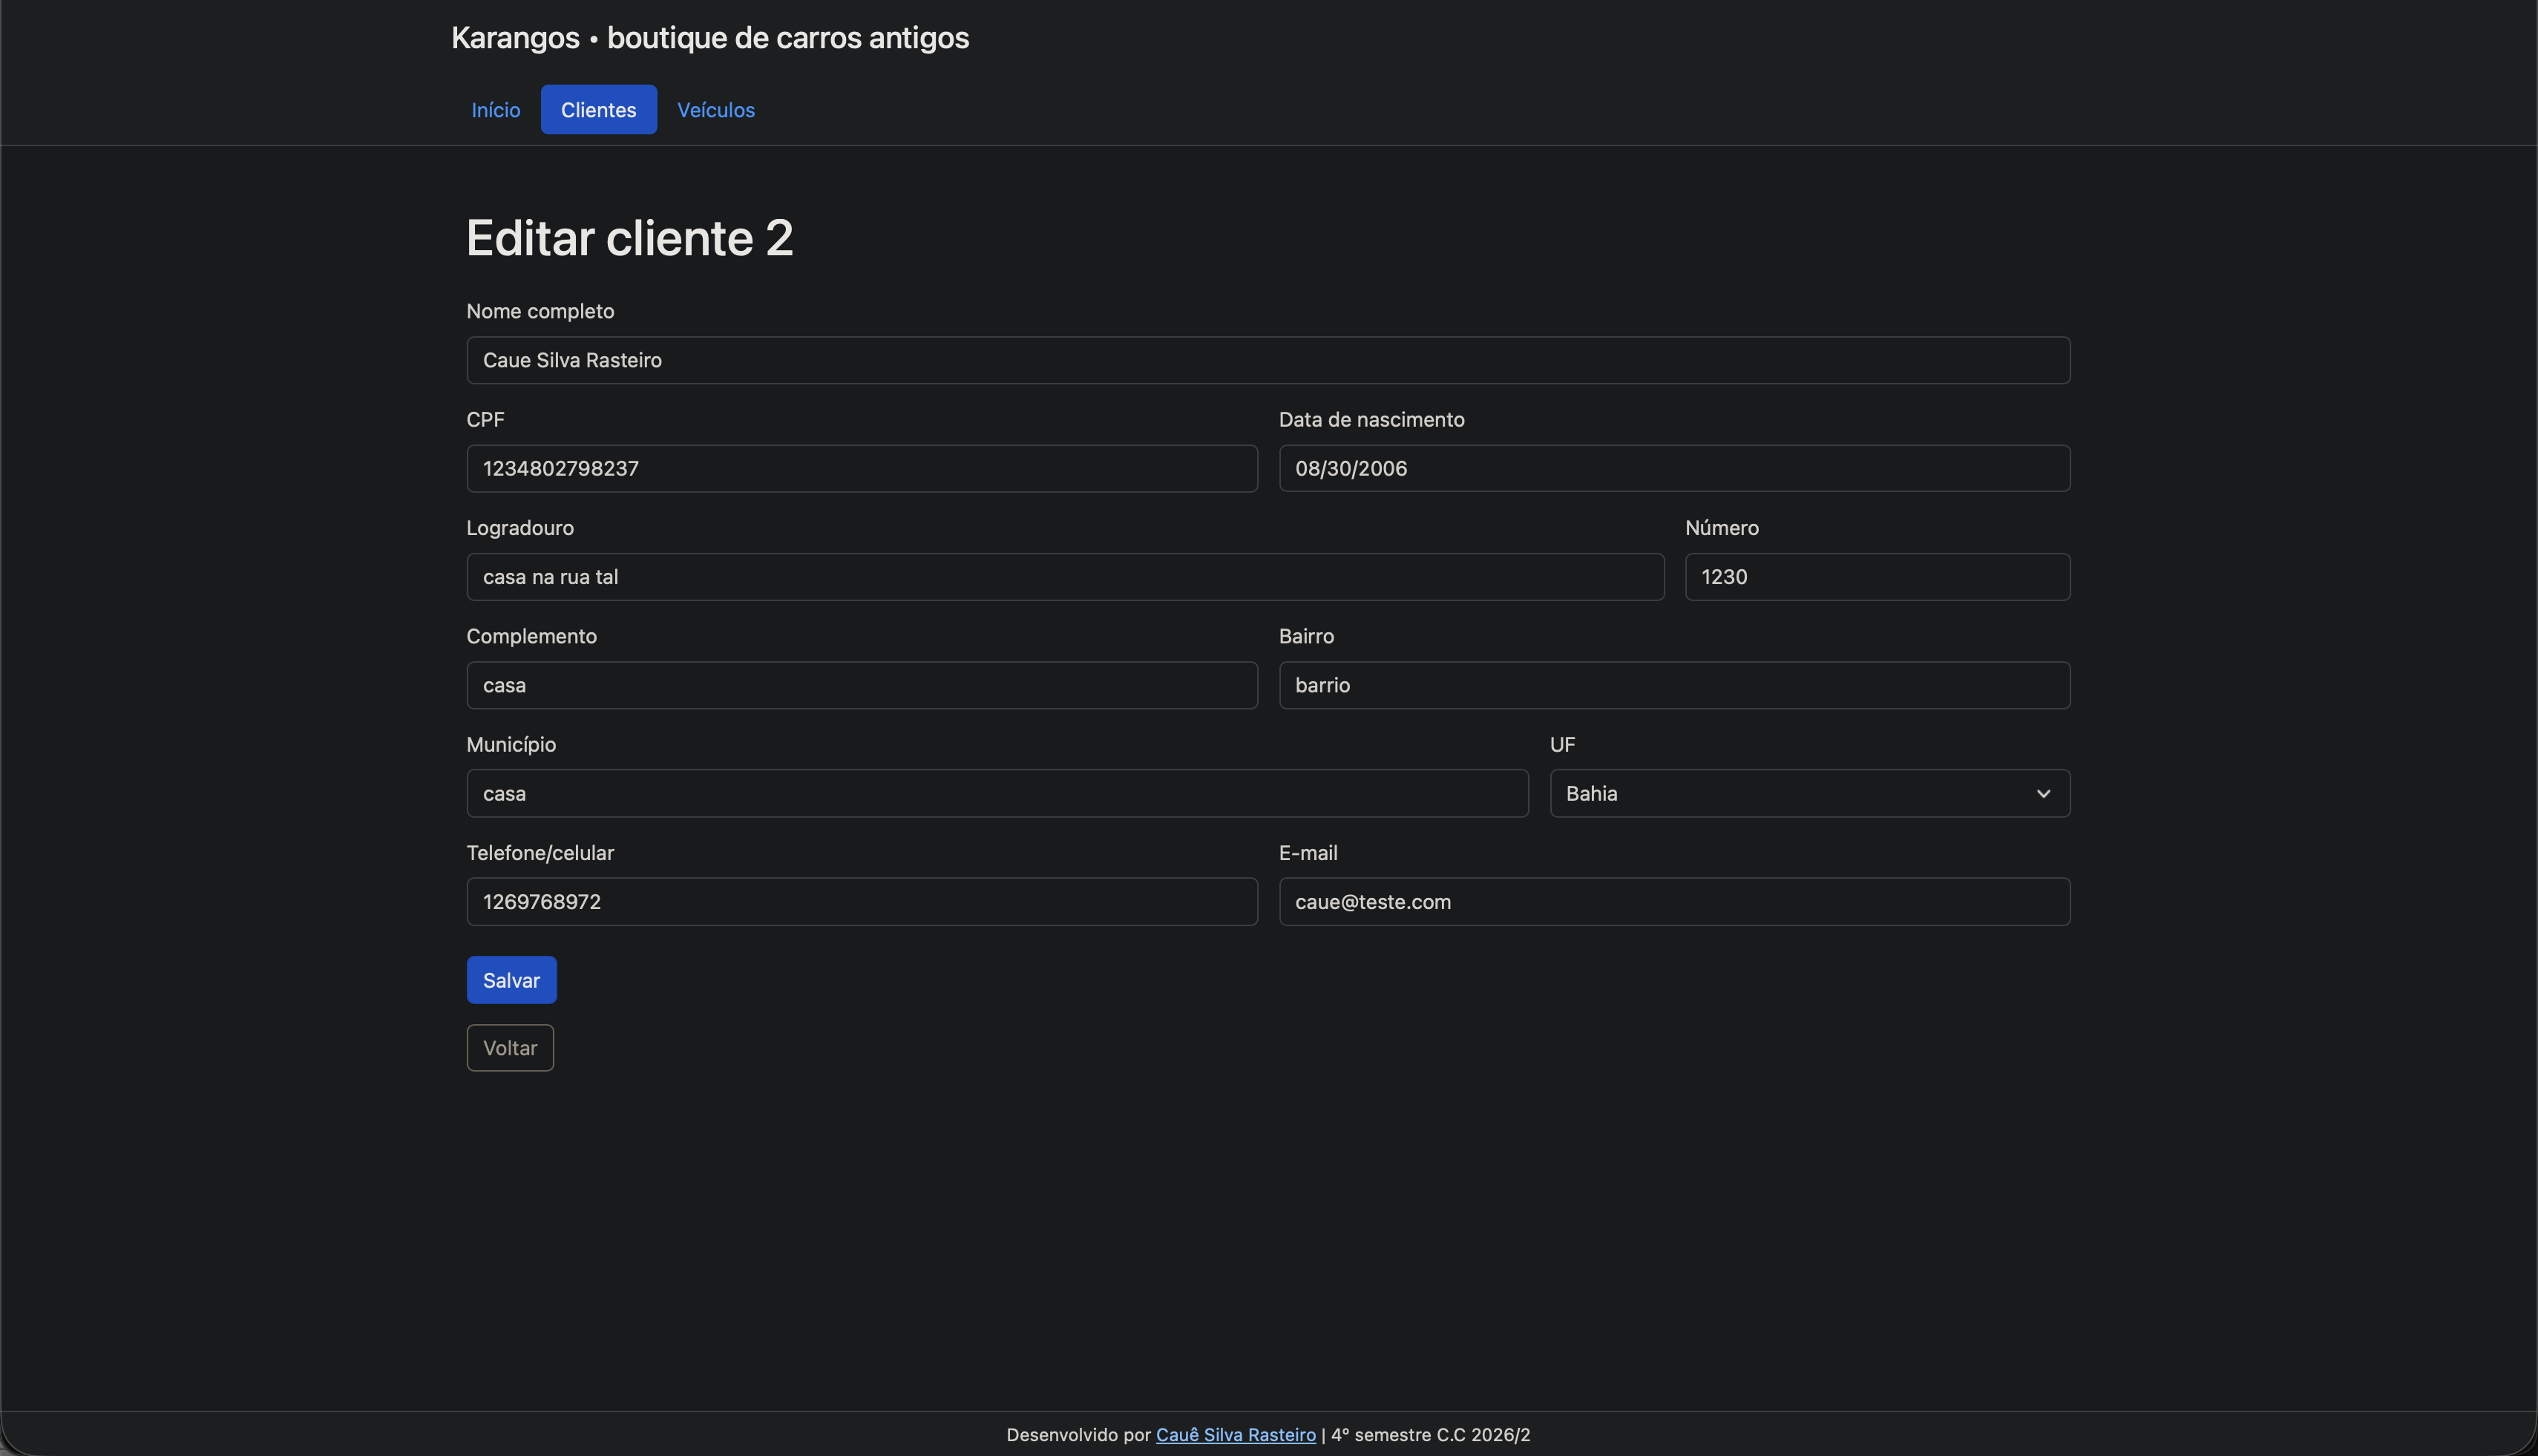 Karangos • boutique de carros antigos
Início Clientes Veículos
Editar cliente 2
Nome completo
Caue Silva Rasteiro
CPF Data de nascimento
1234802798237 08/30/2006
Logradouro Número
casa na rua tal 1230
Complemento Bairro
casa barrio
Município UF
casa Bahia
Telefone/celular E-mail
1269768972 caue@teste.com
Salvar
Voltar
Desenvolvido por Cauê Silva Rasteiro | 4º semestre C.C 2026/2